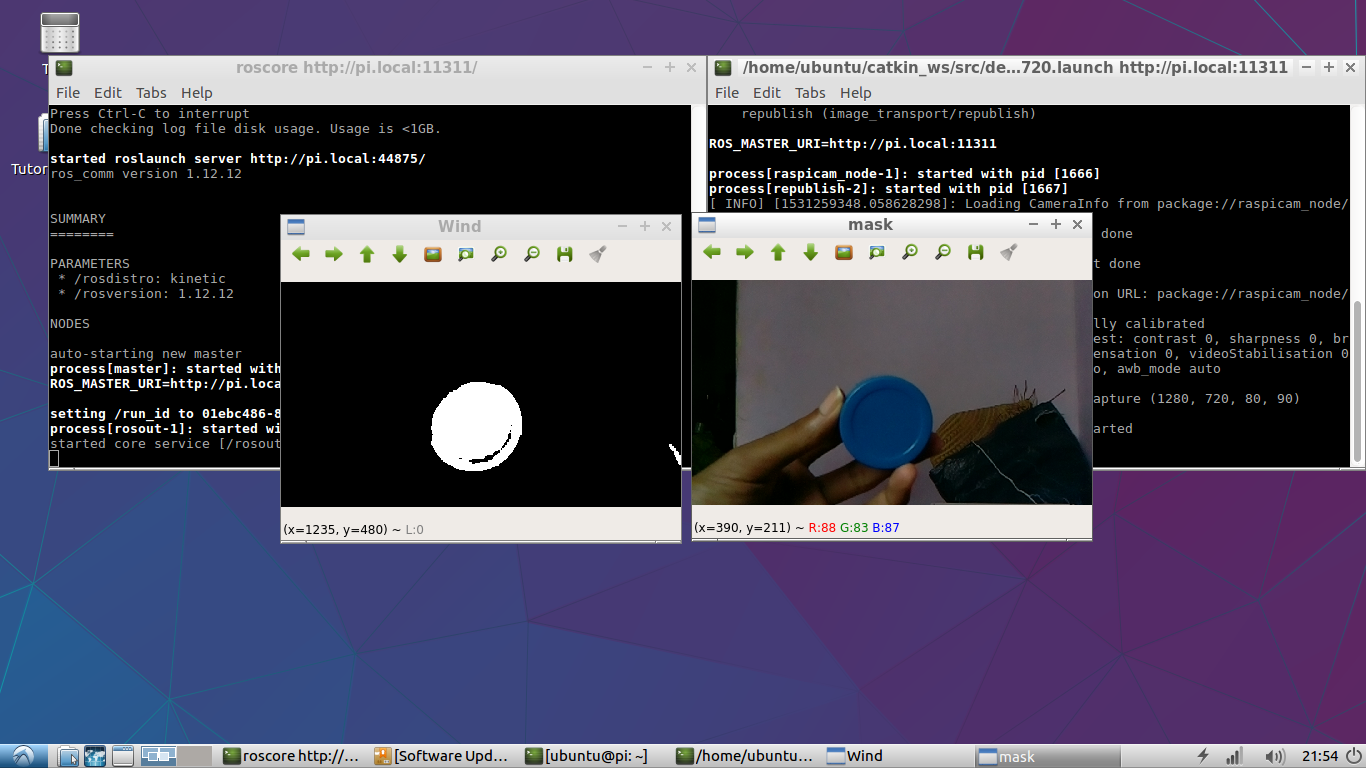 T
Tutor
roscore http://pi.local:11311/
File Edit Tabs Help
Press Ctrl-C to interrupt
Done checking log file disk usage. Usage is <1GB.
started roslaunch server http://pi.local:44875/
ros_comm version 1.12.12
SUMMARY
========
PARAMETERS
* /rosdistro: kinetic
* /rosversion: 1.12.12
NODES
auto-starting new master
process[master]: started with
ROS_MASTER_URI=http://pi.loca
setting /run_id to 01ebc486-8
process[rosout-1]: started wi
started core service [/rosout
/home/ubuntu/catkin_ws/src/de...720.launch http://pi.local:11311
File Edit Tabs Help
republish (image_transport/republish)
ROS_MASTER_URI=http://pi.local:11311
process[raspicam_node-1]: started with pid [1666]
process[republish-2]: started with pid [1667]
[ INFO] [1531259348.058628298]: Loading CameraInfo from package://raspicam_node/
done
t done
on URL: package://raspicam_node/
lly calibrated
est: contrast 0, sharpness 0, br
ensation 0, videoStabilisation 0
o, awb_mode auto
apture (1280, 720, 80, 90)
arted
Wind
(x=1235, y=480) ~ L:0
mask
(x=390, y=211) ~ R:88 G:83 B:87
roscore http://... [Software Upd... [ubuntu@pi: ~] /home/ubuntu... Wind mask 21:54